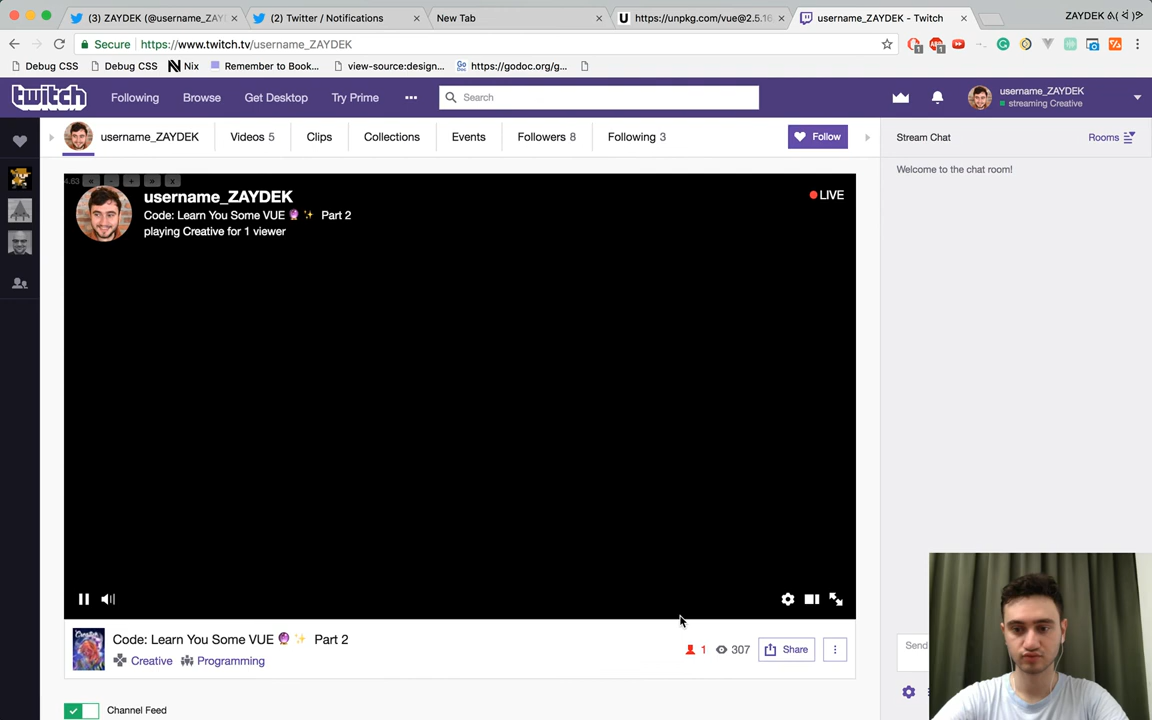 (3) ZAYDEK (@username_ZAY
(2) Twitter / Notifications
New Tab
https://unpkg.com/vue@2.5.16
username_ZAYDEK - Twitch
ZAYDEK
Secure https://www.twitch.tv/username_ZAYDEK
Debug CSS
Debug CSS
Nix
Remember to Book...
view-source:design...
https://godoc.org/g...
twitch
Following
Browse
Get Desktop
Try Prime
Search
username_ZAYDEK
streaming Creative
username_ZAYDEK
Videos 5
Clips
Collections
Events
Followers 8
Following 3
Follow
Stream Chat
Rooms
Welcome to the chat room!
4.63 « - + » x
username_ZAYDEK
Code: Learn You Some VUE 🔮 ✨ Part 2
playing Creative for 1 viewer
LIVE
Code: Learn You Some VUE 🔮 ✨ Part 2
Creative
Programming
1
307
Share
Channel Feed
Send